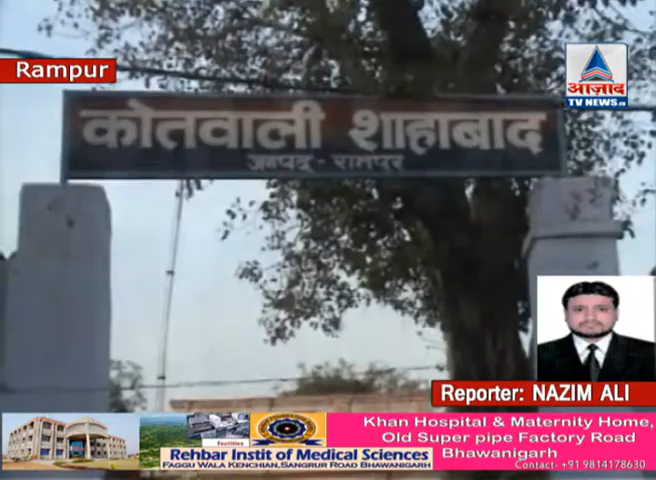 Rampur
आज़ाद
TV NEWS
कोतवाली शाहाबाद
जनपद - रामपुर
Reporter: NAZIM ALI
Facilities
Rehbar Instit of Medical Sciences
FAGGU WALA KENCHIAN, SANGRUR ROAD BHAWANIGARH
Khan Hospital & Maternity Home,
Old Super pipe Factory Road
Bhawanigarh
Contact- +91 9814178630